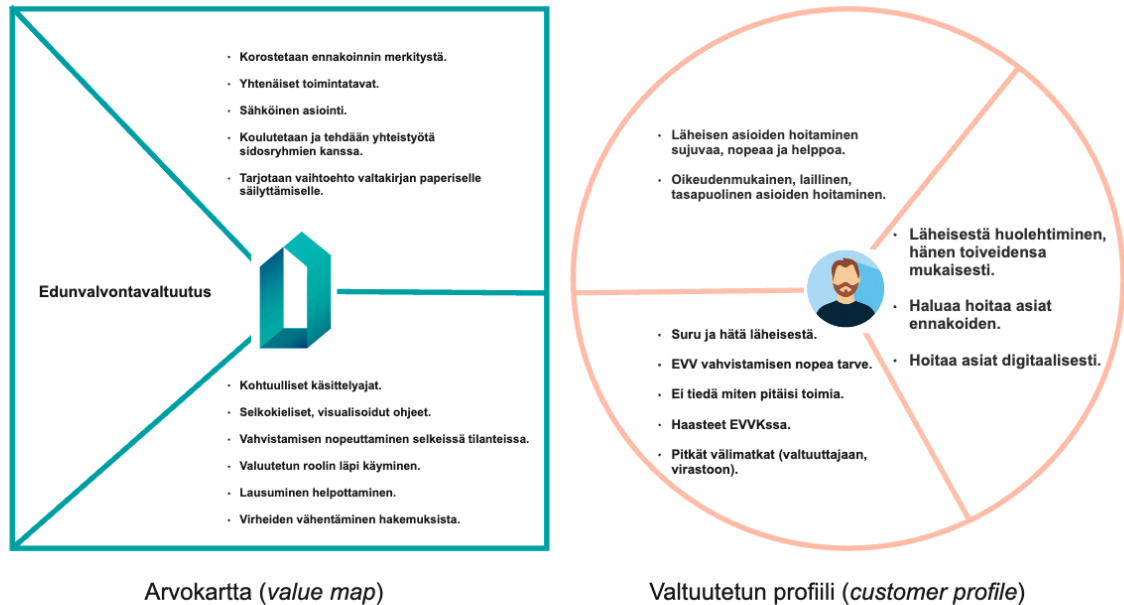 · Korostetaan ennakoinnin merkitystä.
· Yhtenäiset toimintatavat.
· Sähköinen asiointi.
· Koulutetaan ja tehdään yhteistyötä
sidosryhmien kanssa.
· Tarjotaan vaihtoehto valtakirjan paperiselle
säilyttämiselle.
Edunvalvontavaltuutus
· Kohtuulliset käsittelyajat.
· Selkokieliset, visualisoidut ohjeet.
· Vahvistamisen nopeuttaminen selkeissä tilanteissa.
· Valuutetun roolin läpi käyminen.
· Lausuminen helpottaminen.
· Virheiden vähentäminen hakemuksista.
Arvokartta (value map)
· Läheisen asioiden hoitaminen
sujuvaa, nopeaa ja helppoa.
· Oikeudenmukainen, laillinen,
tasapuolinen asioiden hoitaminen.
· Läheisestä huolehtiminen,
hänen toiveidensa
mukaisesti.
· Haluaa hoitaa asiat
ennakoiden.
· Hoitaa asiat digitaalisesti.
· Suru ja hätä läheisestä.
· EVV vahvistamisen nopea tarve.
· Ei tiedä miten pitäisi toimia.
· Haasteet EVVKssa.
· Pitkät välimatkat (valtuuttajaan,
virastoon).
Valtuutetun profiili (customer profile)